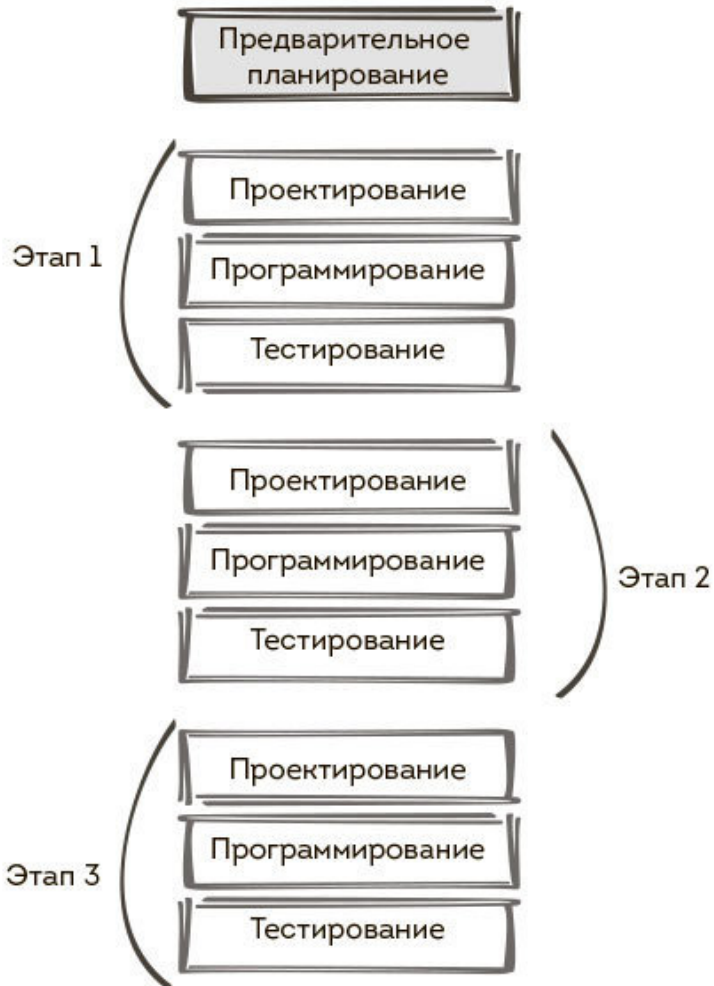 Предварительное
планирование
Проектирование
Этап 1
Программирование
Тестирование
Проектирование
Программирование
Этап 2
Тестирование
Проектирование
Программирование
Этап 3
Тестирование